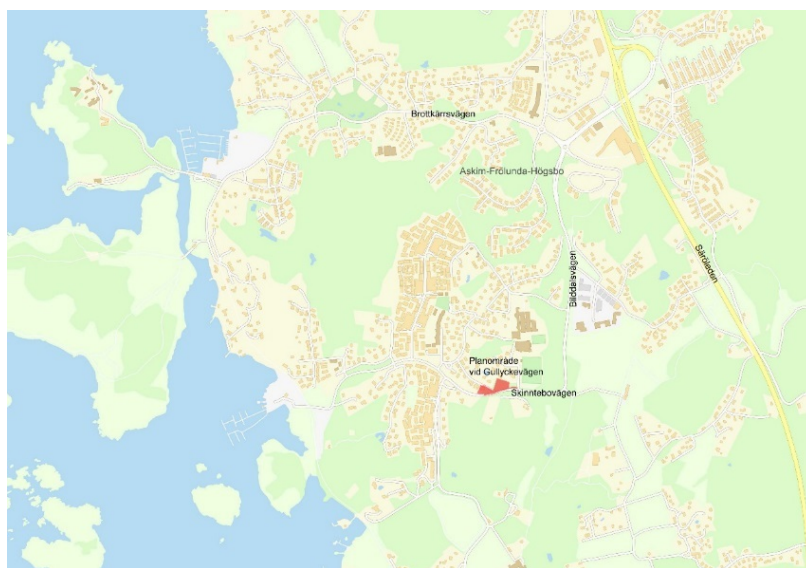 Brottkärrsvägen
Askim-Frölunda-Högsbo
Säröleden
Billdalsvägen
Planområde
vid Gullyckevägen
Skinntebovägen